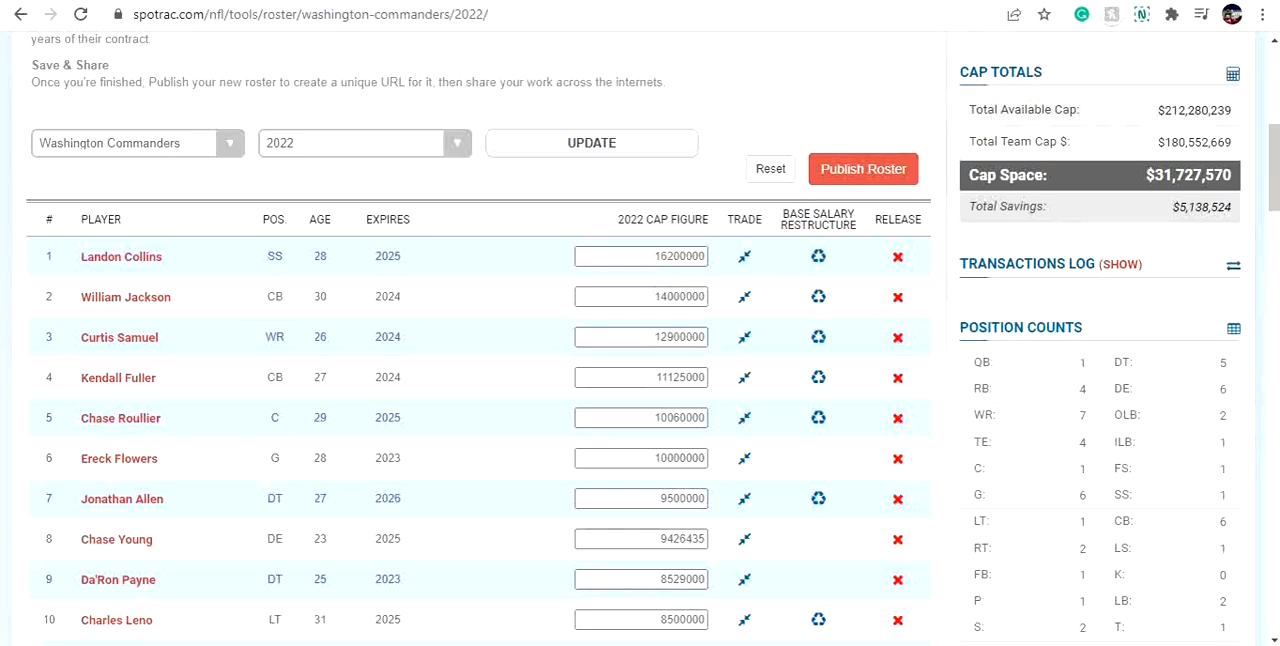 spotrac.com/nfl/tools/roster/washington-commanders/2022/
years of their contract
Save & Share
Once you're finished, Publish your new roster to create a unique URL for it, then share your work across the internets.
Washington Commanders 2022 UPDATE
Reset Publish Roster
# PLAYER POS. AGE EXPIRES 2022 CAP FIGURE TRADE BASE SALARY RESTRUCTURE RELEASE
1 Landon Collins SS 28 2025 16200000
2 William Jackson CB 30 2024 14000000
3 Curtis Samuel WR 26 2024 12900000
4 Kendall Fuller CB 27 2024 11125000
5 Chase Roullier C 29 2025 10060000
6 Ereck Flowers G 28 2023 10000000
7 Jonathan Allen DT 27 2026 9500000
8 Chase Young DE 23 2025 9426435
9 Da'Ron Payne DT 25 2023 8529000
10 Charles Leno LT 31 2025 8500000
CAP TOTALS
Total Available Cap: $212,280,239
Total Team Cap $: $180,552,669
Cap Space: $31,727,570
Total Savings: $5,138,524
TRANSACTIONS LOG (SHOW)
POSITION COUNTS
QB: 1 DT: 5
RB: 4 DE: 6
WR: 7 OLB: 2
TE: 4 ILB: 1
C: 1 FS: 1
G: 6 SS: 1
LT: 1 CB: 6
RT: 2 LS: 1
FB: 1 K: 0
P 1 LB: 2
S: 2 T: 1